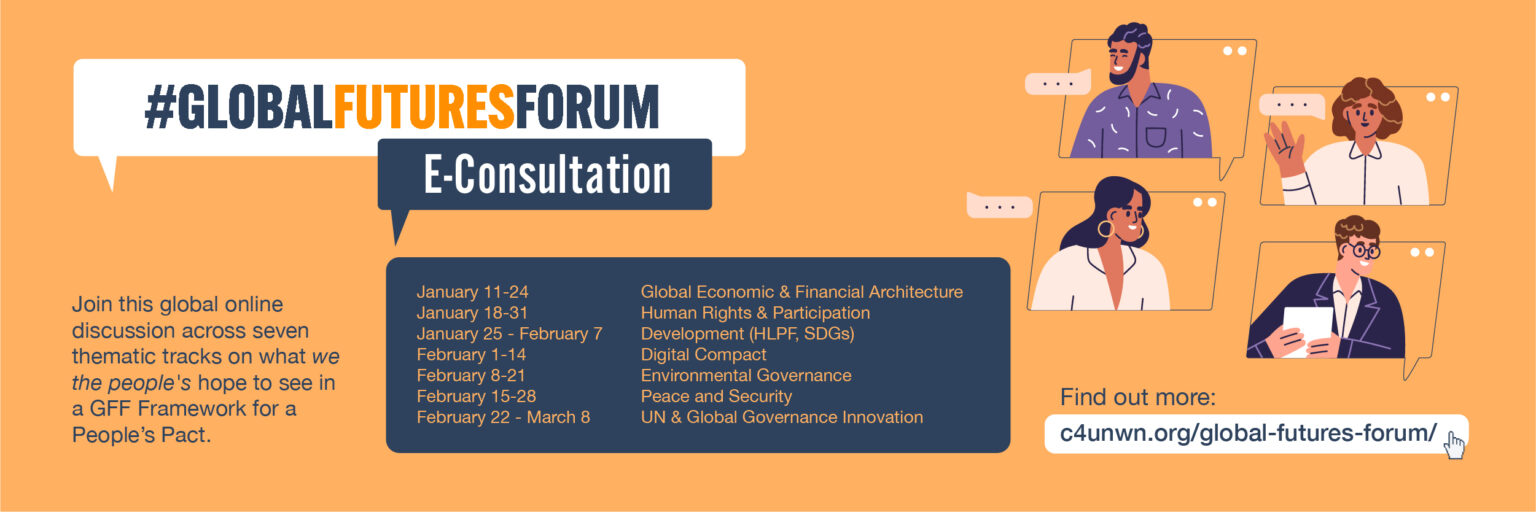 #GLOBALFUTURESFORUM
E-Consultation
Join this global online
discussion across seven
thematic tracks on what we
the people's hope to see in
a GFF Framework for a
People’s Pact.
January 11-24 Global Economic & Financial Architecture
January 18-31 Human Rights & Participation
January 25 - February 7 Development (HLPF, SDGs)
February 1-14 Digital Compact
February 8-21 Environmental Governance
February 15-28 Peace and Security
February 22 - March 8 UN & Global Governance Innovation
Find out more:
c4unwn.org/global-futures-forum/